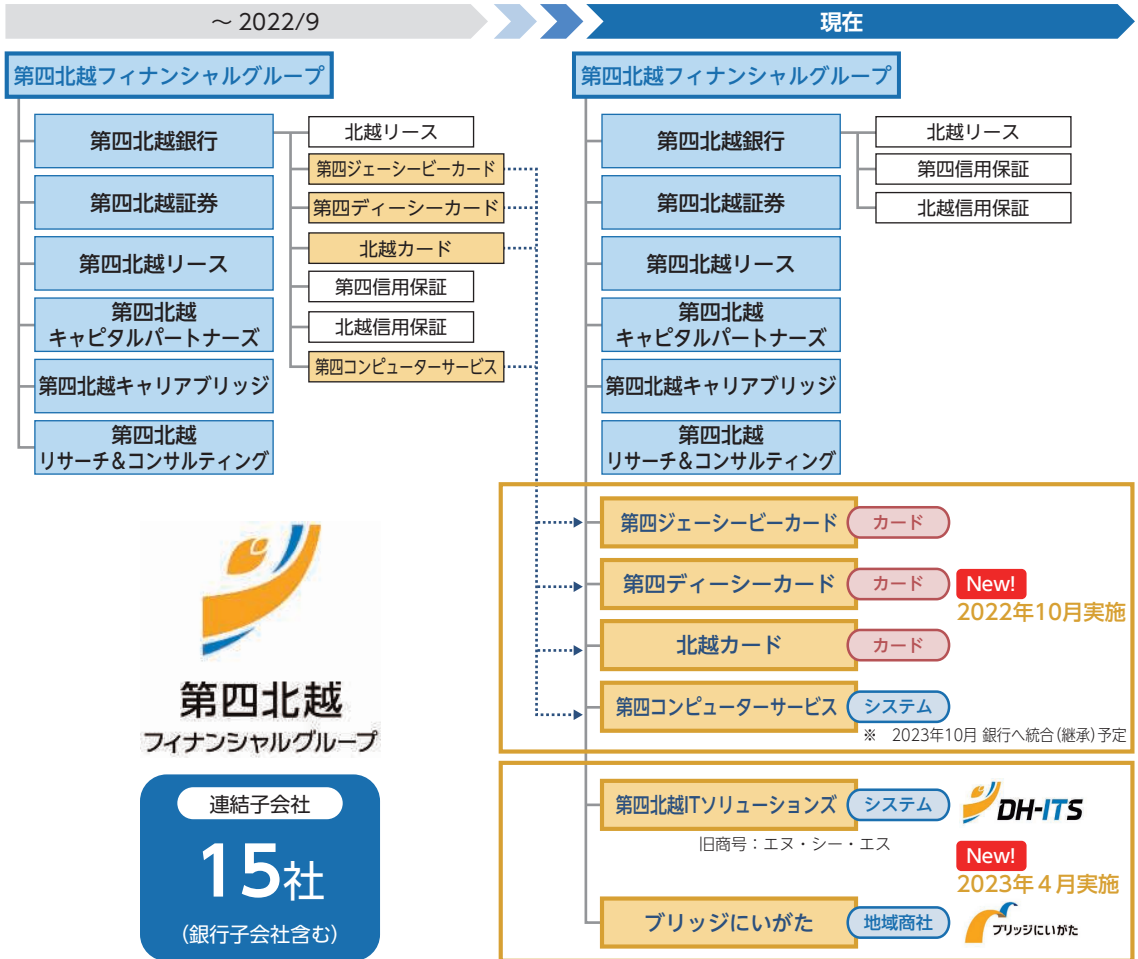 ～ 2022/9
現在
第四北越フィナンシャルグループ
第四北越銀行
第四北越証券
第四北越リース
第四北越
キャピタルパートナーズ
第四北越キャリアブリッジ
第四北越
リサーチ＆コンサルティング
北越リース
第四ジェーシービーカード
第四ディーシーカード
北越カード
第四信用保証
北越信用保証
第四コンピューターサービス
第四北越フィナンシャルグループ
第四北越銀行
第四北越証券
第四北越リース
第四北越
キャピタルパートナーズ
第四北越キャリアブリッジ
第四北越
リサーチ＆コンサルティング
北越リース
第四信用保証
北越信用保証
第四ジェーシービーカード カード
第四ディーシーカード カード
New!
2022年10月実施
北越カード カード
第四コンピューターサービス システム
※ 2023年10月 銀行へ統合（継承）予定
第四北越ITソリューションズ システム
DH-ITS
旧商号：エヌ・シー・エス
New!
2023年４月実施
ブリッジにいがた 地域商社
ブリッジにいがた
第四北越
フィナンシャルグループ
連結子会社
15社
(銀行子会社含む)